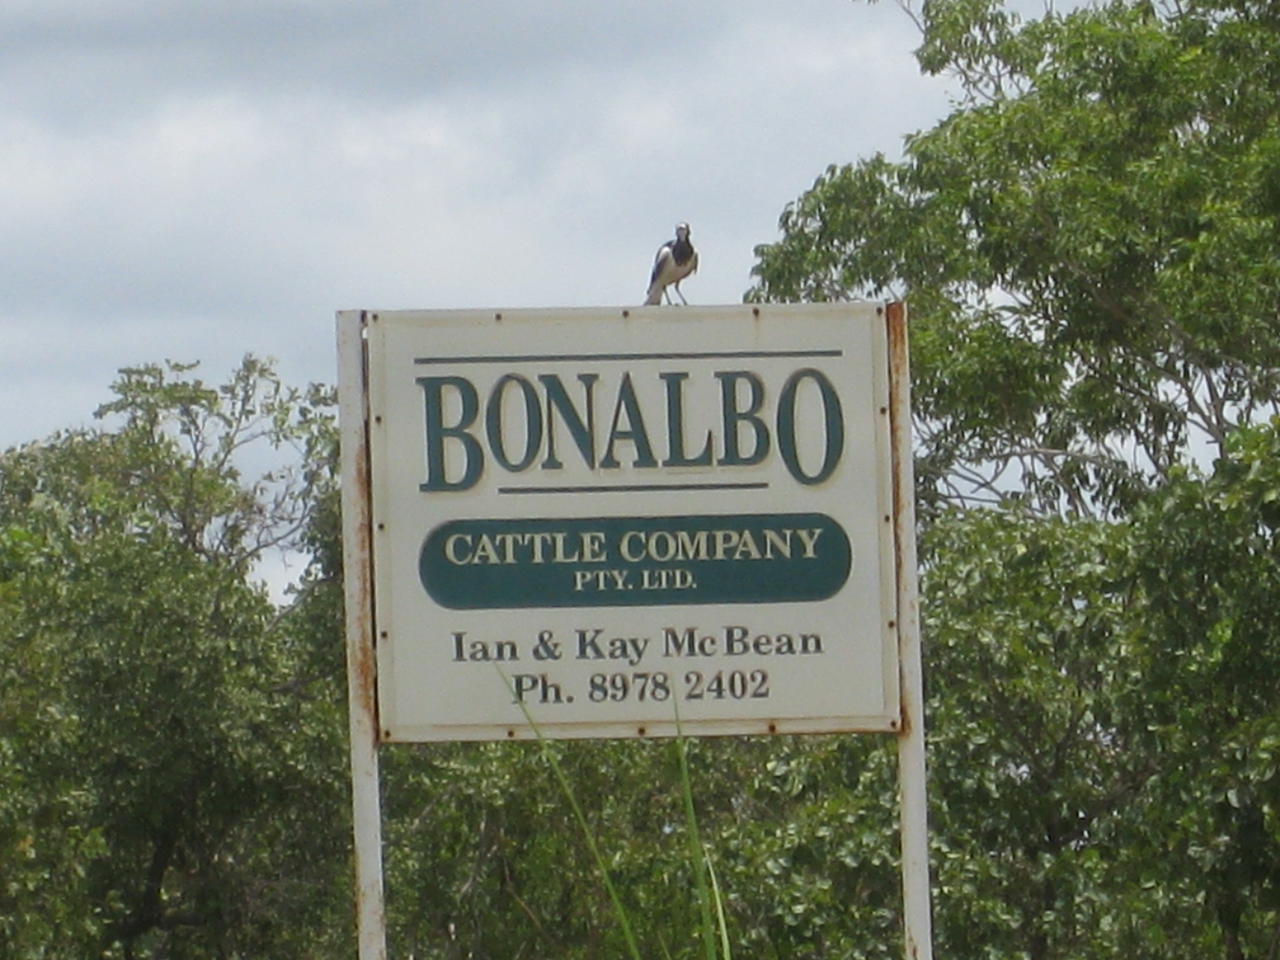 BONALBO
CATTLE COMPANY
PTY. LTD.
Ian & Kay McBean
Ph. 8978 2402